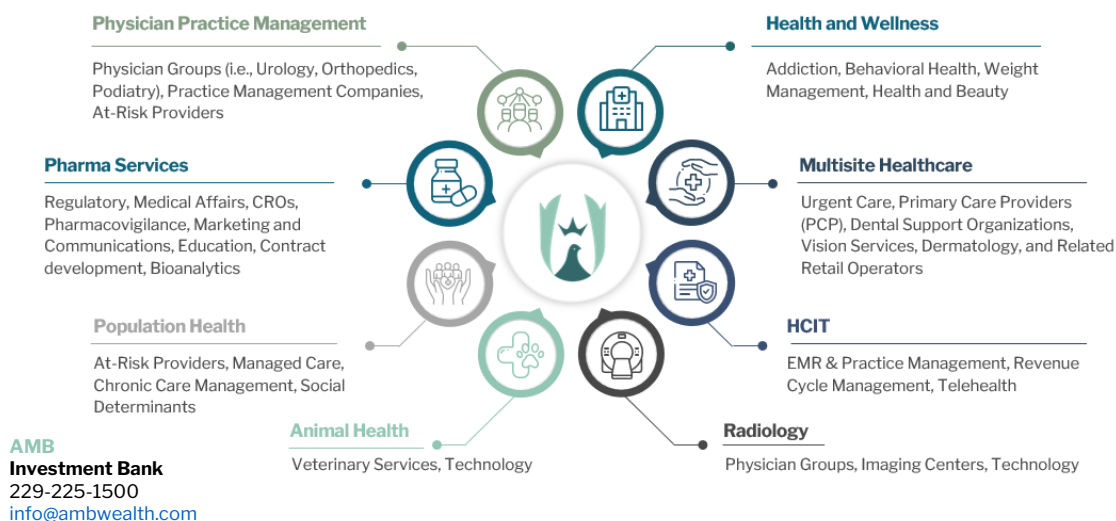 Physician Practice Management
Physician Groups (i.e., Urology, Orthopedics,
Podiatry), Practice Management Companies,
At-Risk Providers
Health and Wellness
Addiction, Behavioral Health, Weight
Management, Health and Beauty
Pharma Services
Regulatory, Medical Affairs, CROs,
Pharmacovigilance, Marketing and
Communications, Education, Contract
development, Bioanalytics
Multisite Healthcare
Urgent Care, Primary Care Providers
(PCP), Dental Support Organizations,
Vision Services, Dermatology, and Related
Retail Operators
Population Health
At-Risk Providers, Managed Care,
Chronic Care Management, Social
Determinants
HCIT
EMR & Practice Management, Revenue
Cycle Management, Telehealth
Animal Health
Veterinary Services, Technology
Radiology
Physician Groups, Imaging Centers, Technology
AMB
Investment Bank
229-225-1500
info@ambwealth.com